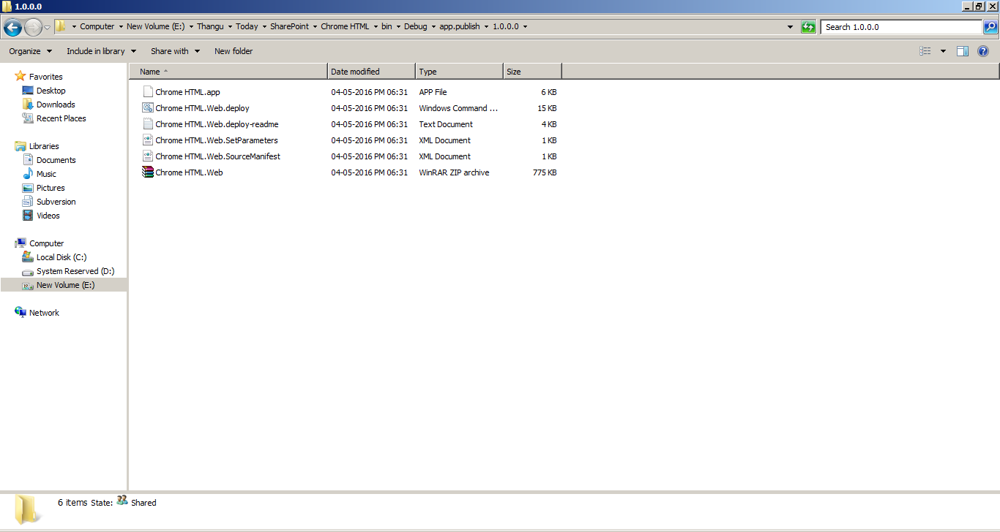 1.0.0.0
Computer New Volume (E:) Thangu Today SharePoint Chrome HTML bin Debug app.publish 1.0.0.0 Search 1.0.0.0
Organize Include in library Share with New folder
Favorites
Desktop
Downloads
Recent Places
Libraries
Documents
Music
Pictures
Subversion
Videos
Computer
Local Disk (C:)
System Reserved (D:)
New Volume (E:)
Network
Name Date modified Type Size
Chrome HTML.app 04-05-2016 PM 06:31 APP File 6 KB
Chrome HTML.Web.deploy 04-05-2016 PM 06:31 Windows Command ... 15 KB
Chrome HTML.Web.deploy-readme 04-05-2016 PM 06:31 Text Document 4 KB
Chrome HTML.Web.SetParameters 04-05-2016 PM 06:31 XML Document 1 KB
Chrome HTML.Web.SourceManifest 04-05-2016 PM 06:31 XML Document 1 KB
Chrome HTML.Web 04-05-2016 PM 06:31 WinRAR ZIP archive 775 KB
6 items State: Shared